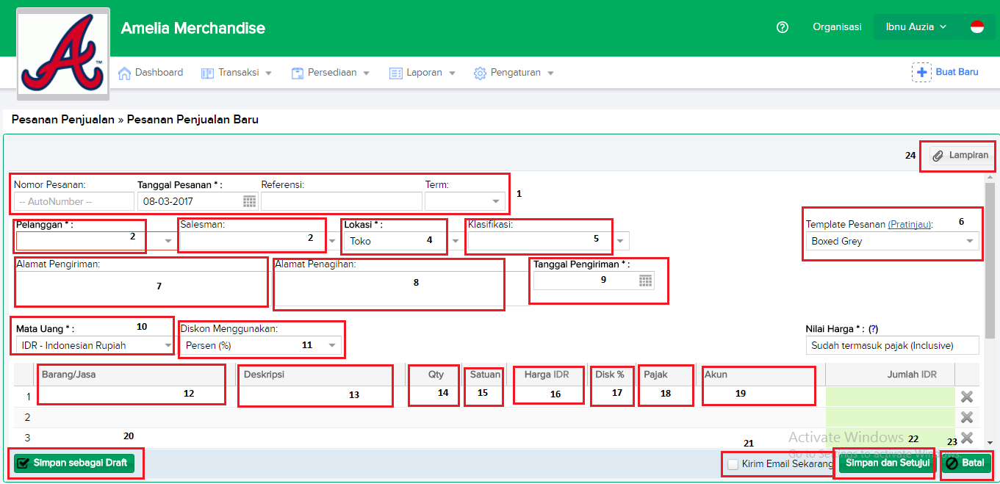 Amelia Merchandise
Organisasi
Ibnu Auzia
A
TM
Dashboard
Transaksi
Persediaan
Laporan
Pengaturan
Buat Baru
Pesanan Penjualan » Pesanan Penjualan Baru
24
Lampiran
Nomor Pesanan:
Tanggal Pesanan * :
Referensi:
Term:
-- AutoNumber --
08-03-2017
1
Pelanggan * :
2
Salesman:
2
Lokasi * :
Toko
4
Klasifikasi:
5
Template Pesanan (Pratinjau):
6
Boxed Grey
Alamat Pengiriman:
7
Alamat Penagihan:
8
Tanggal Pengiriman * :
9
Mata Uang * :
10
IDR - Indonesian Rupiah
Diskon Menggunakan:
Persen (%)
11
Nilai Harga * : (?)
Sudah termasuk pajak (Inclusive)
Barang/Jasa
Deskripsi
Qty
Satuan
Harga IDR
Disk %
Pajak
Akun
Jumlah IDR
1
12
13
14
15
16
17
18
19
2
3
20
21
22
23
Activate Windows
Go to Settings to activate Windows.
Simpan sebagai Draft
Kirim Email Sekarang
Simpan dan Setujui
Batal